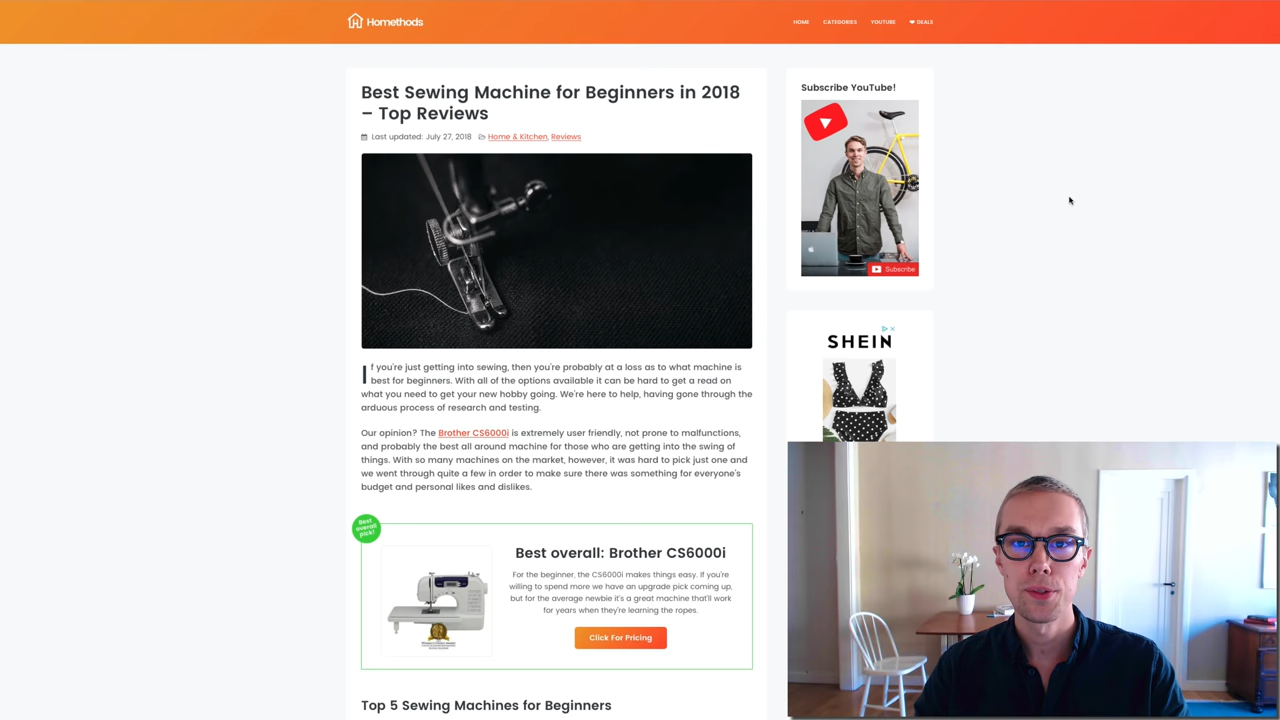 Homethods
HOME
CATEGORIES
YOUTUBE
DEALS
Best Sewing Machine for Beginners in 2018
– Top Reviews
Last updated: July 27, 2018
Home & Kitchen, Reviews
If you're just getting into sewing, then you're probably at a loss as to what machine is
best for beginners. With all of the options available it can be hard to get a read on
what you need to get your new hobby going. We're here to help, having gone through the
arduous process of research and testing.
Our opinion? The Brother CS6000i is extremely user friendly, not prone to malfunctions,
and probably the best all around machine for those who are getting into the swing of
things. With so many machines on the market, however, it was hard to pick just one and
we went through quite a few in order to make sure there was something for everyone's
budget and personal likes and dislikes.
Best
overall
pick!
Best overall: Brother CS6000i
For the beginner, the CS6000i makes things easy. If you're
willing to spend more we have an upgrade pick coming up,
but for the average newbie it's a great machine that'll work
for years when they're learning the ropes.
Click For Pricing
Top 5 Sewing Machines for Beginners
Subscribe YouTube!
Subscribe
SHEIN